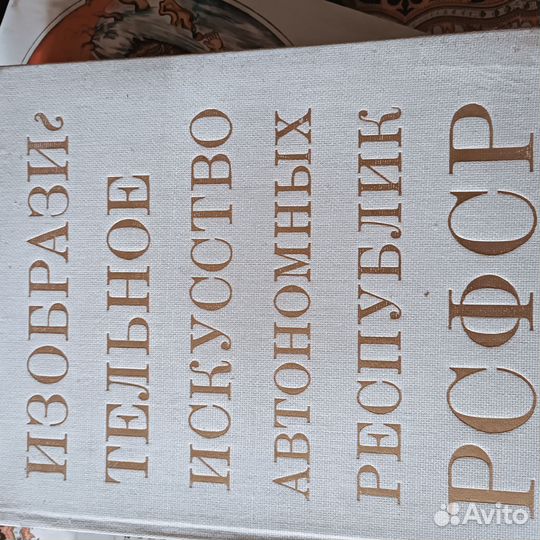 ИЗОБРАЗИ~
ТЕЛЬНОЕ
ИСКУССТВО
АВТОНОМНЫХ
РЕСПУБЛИК
РСФСР
Avito